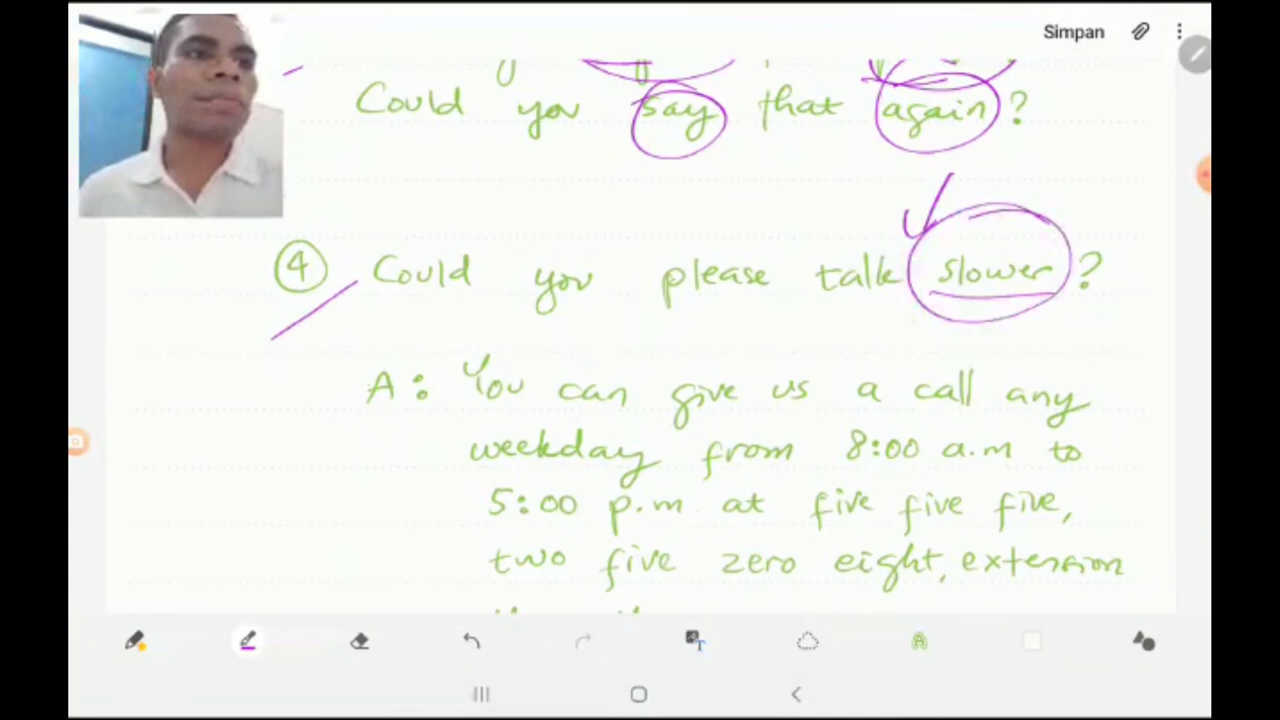 Simpan
Could you say that again?
4 Could you please talk slower?
A: You can give us a call any
weekday from 8:00 a.m to
5:00 p.m at five five five,
two five zero eight, extension